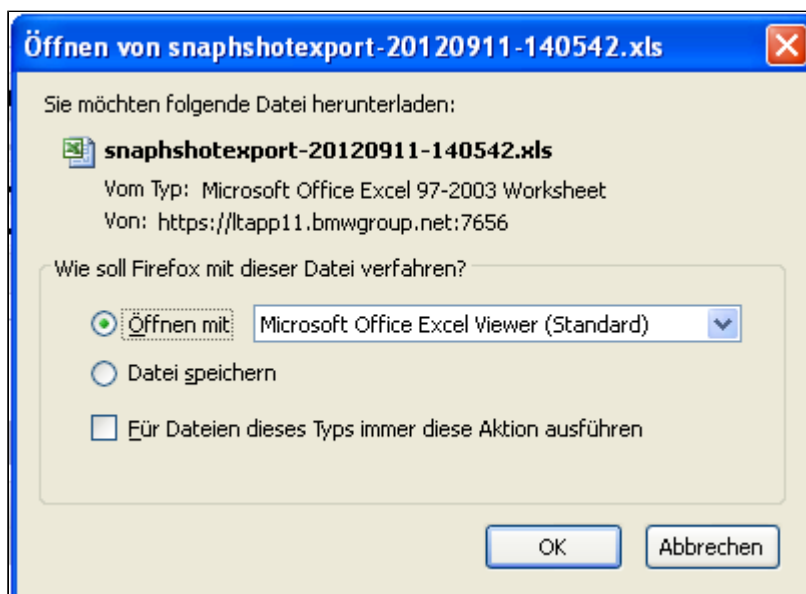 Öffnen von snaphshotexport-20120911-140542.xls
Sie möchten folgende Datei herunterladen:
snaphshotexport-20120911-140542.xls
Vom Typ: Microsoft Office Excel 97-2003 Worksheet
Von: https://ltapp11.bmwgroup.net:7656
Wie soll Firefox mit dieser Datei verfahren?
Öffnen mit Microsoft Office Excel Viewer (Standard)
Datei speichern
Für Dateien dieses Typs immer diese Aktion ausführen
OK Abbrechen